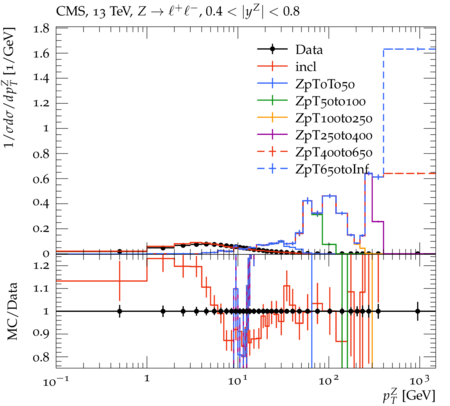 CMS, 13 TeV, Z → ℓ⁺ℓ⁻, 0.4 < |y^Z| < 0.8
1/σdσ/dp_T^Z [1/GeV]
1.8
1.6
1.4
1.2
1
0.8
0.6
0.4
0.2
0
Data
incl
ZpT0To50
ZpT50to100
ZpT100to250
ZpT250to400
ZpT400to650
ZpT650toInf
MC/Data
1.2
1.1
1
0.9
0.8
10⁻¹ 1 10¹ 10² 10³
p_T^Z [GeV]